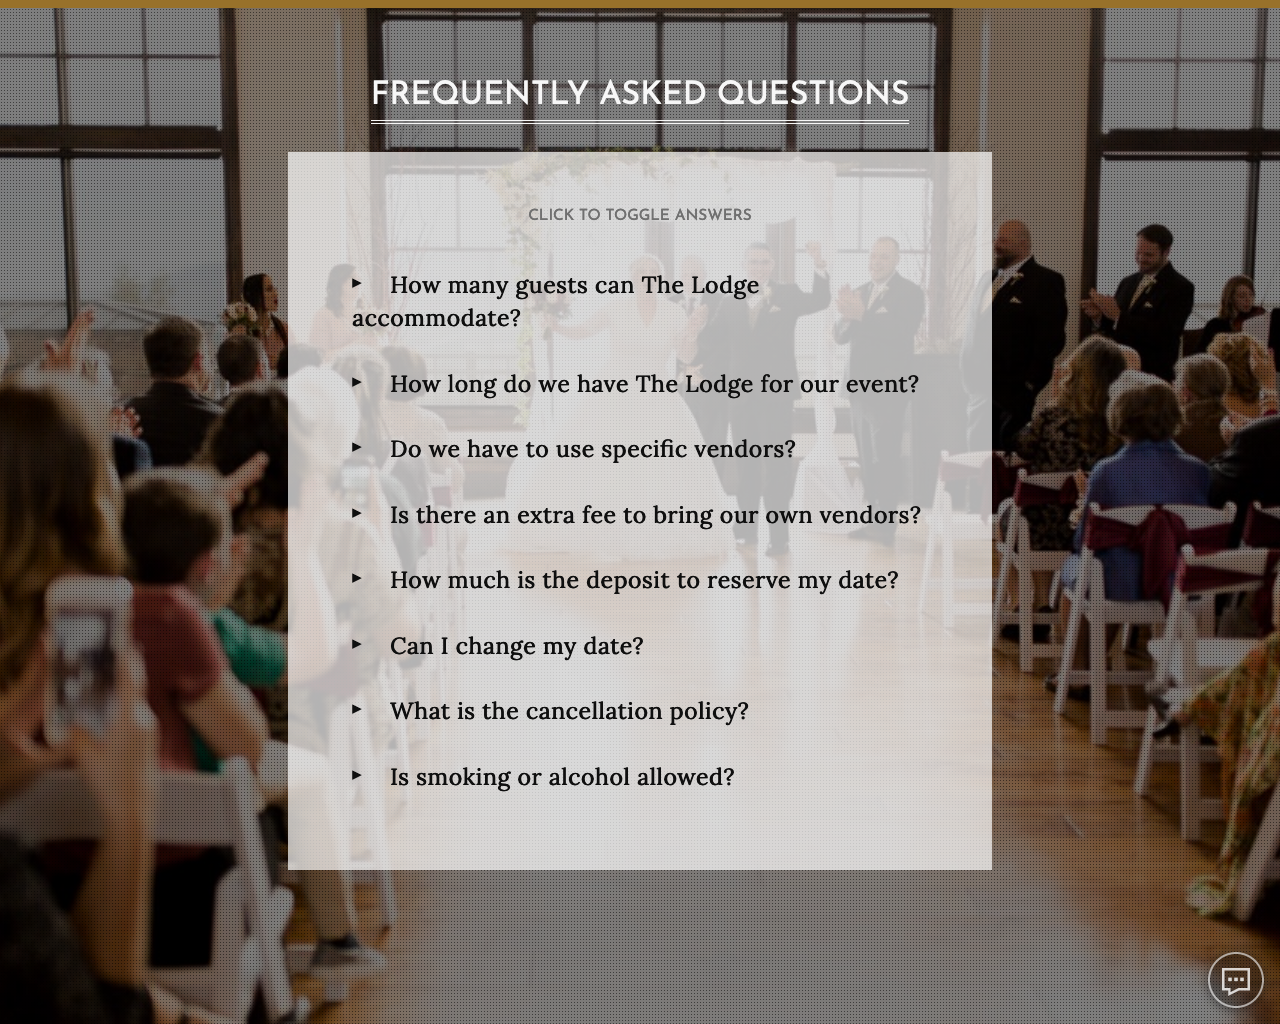 FREQUENTLY ASKED QUESTIONS
CLICK TO TOGGLE ANSWERS
How many guests can The Lodge
accommodate?
How long do we have The Lodge for our event?
Do we have to use specific vendors?
Is there an extra fee to bring our own vendors?
How much is the deposit to reserve my date?
Can I change my date?
What is the cancellation policy?
Is smoking or alcohol allowed?